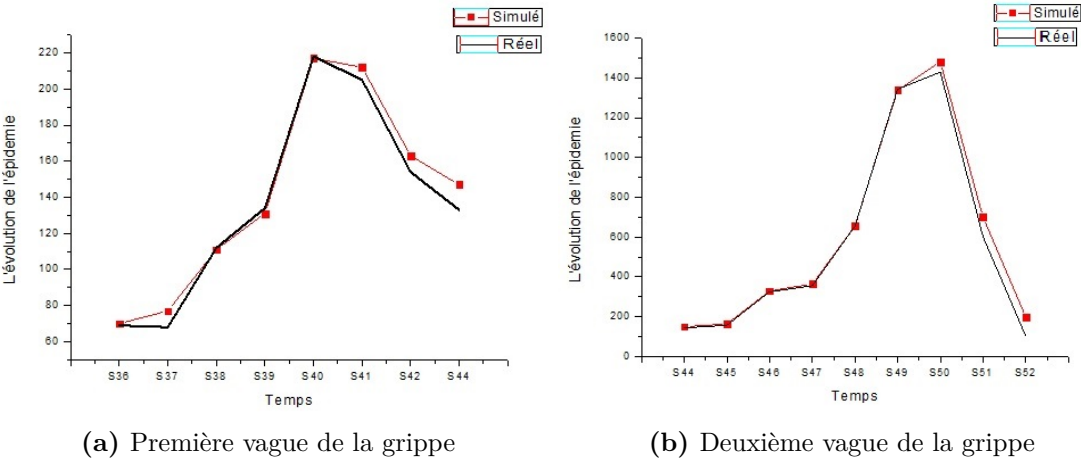 Simulé
Réel
220
200
180
160
140
120
100
80
60
L'évolution de l'épidemie
S36 S37 S38 S39 S40 S41 S42 S44
Temps
(a) Première vague de la grippe
Simulé
Réel
1600
1400
1200
1000
800
600
400
200
0
L'évolution de l'épidemie
S44 S45 S46 S47 S48 S49 S50 S51 S52
Temps
(b) Deuxième vague de la grippe